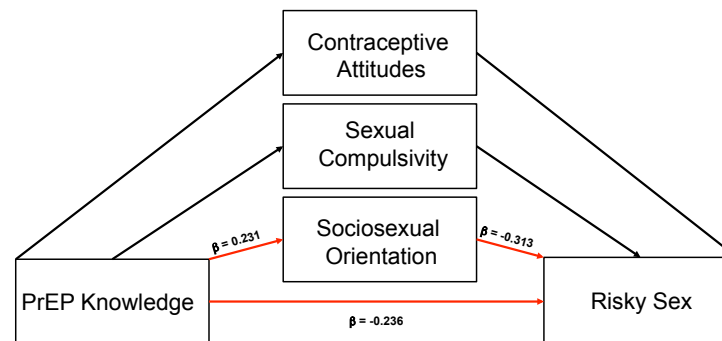 Contraceptive
Attitudes
Sexual
Compulsivity
β = 0.231
Sociosexual
Orientation
β = -0.313
PrEP Knowledge
Risky Sex
β = -0.236